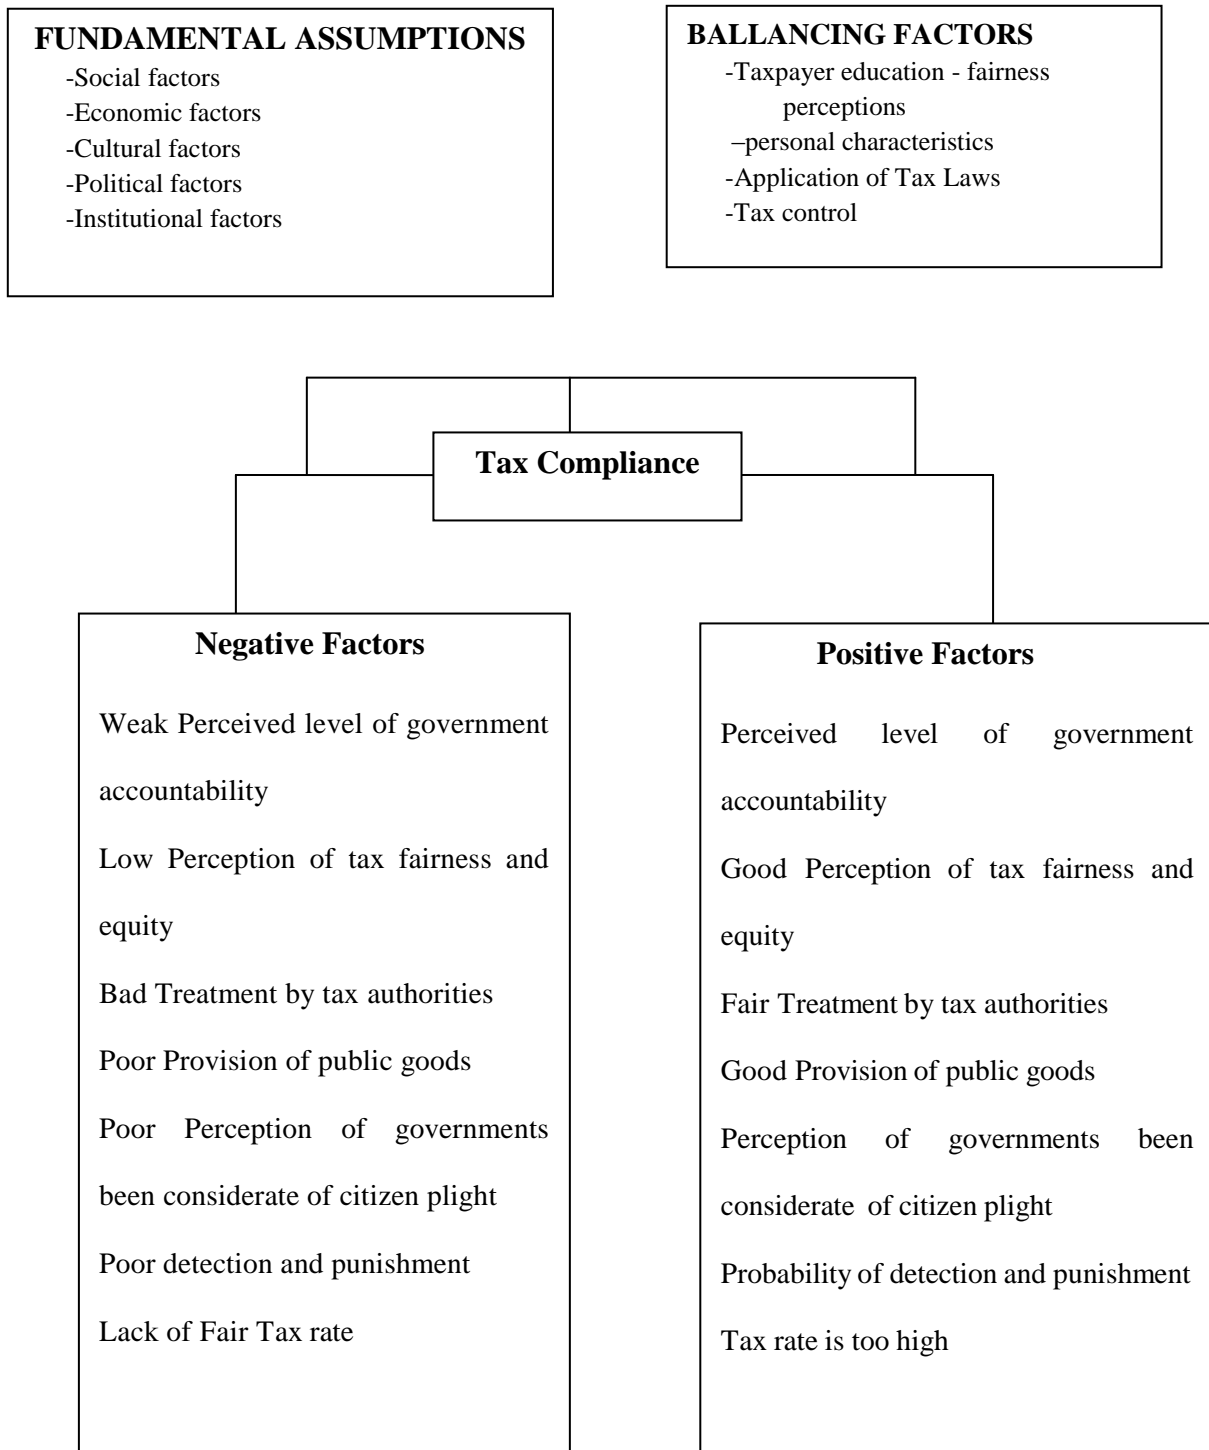 FUNDAMENTAL ASSUMPTIONS
-Social factors
-Economic factors
-Cultural factors
-Political factors
-Institutional factors
BALLANCING FACTORS
-Taxpayer education - fairness
perceptions
–personal characteristics
-Application of Tax Laws
-Tax control
Tax Compliance
Negative Factors
Weak Perceived level of government
accountability
Low Perception of tax fairness and
equity
Bad Treatment by tax authorities
Poor Provision of public goods
Poor Perception of governments
been considerate of citizen plight
Poor detection and punishment
Lack of Fair Tax rate
Positive Factors
Perceived level of government
accountability
Good Perception of tax fairness and
equity
Fair Treatment by tax authorities
Good Provision of public goods
Perception of governments been
considerate of citizen plight
Probability of detection and punishment
Tax rate is too high